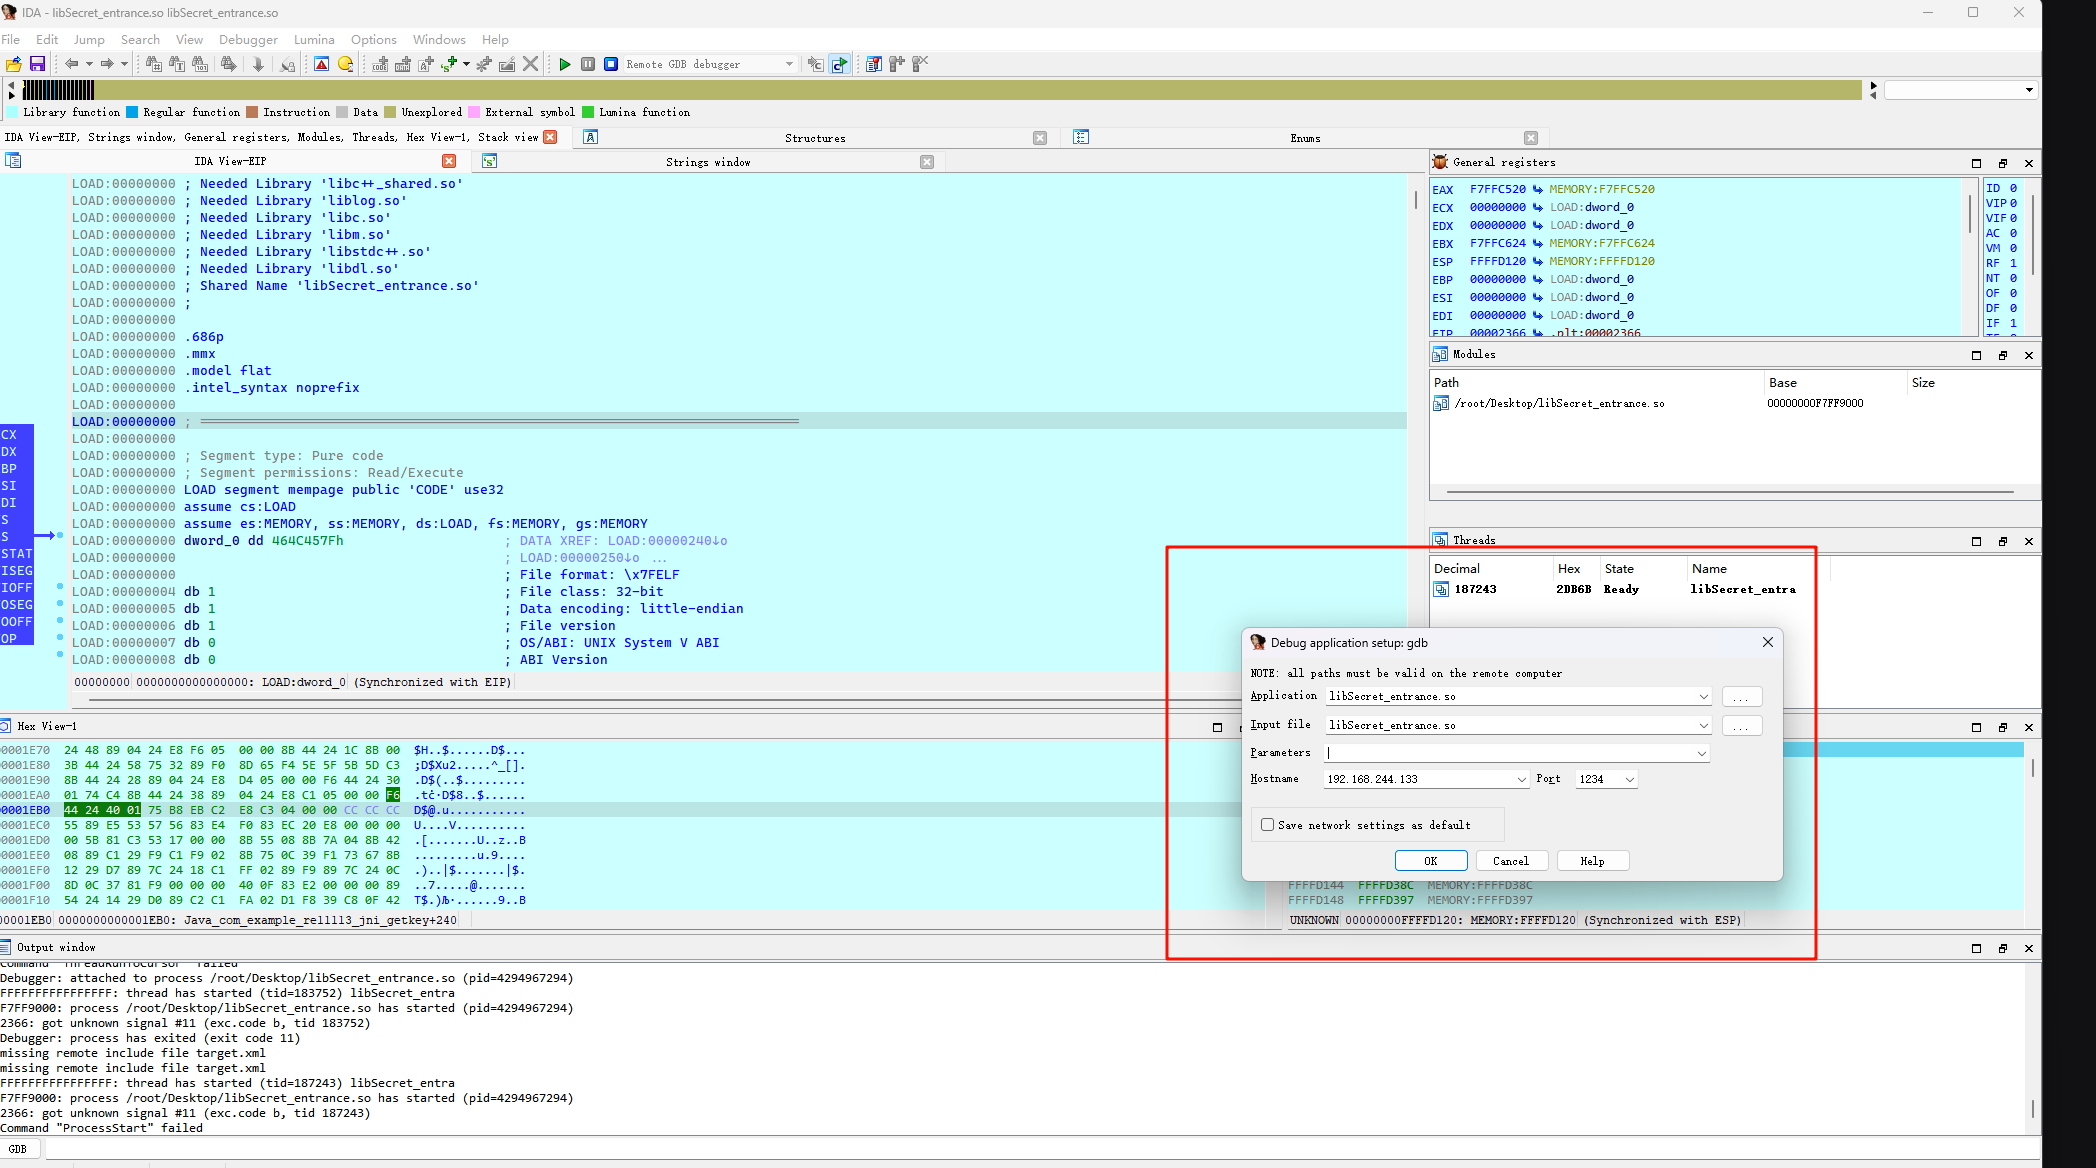 IDA - libSecret_entrance.so libSecret_entrance.so
File Edit Jump Search View Debugger Lumina Options Windows Help
Remote GDB debugger
Library function Regular function Instruction Data Unexplored External symbol Lumina function
IDA View-EIP, Strings window, General registers, Modules, Threads, Hex View-1, Stack view
Structures
Enums
IDA View-EIP
Strings window
LOAD:00000000 ; Needed Library 'libc++_shared.so'
LOAD:00000000 ; Needed Library 'liblog.so'
LOAD:00000000 ; Needed Library 'libc.so'
LOAD:00000000 ; Needed Library 'libm.so'
LOAD:00000000 ; Needed Library 'libstdc++.so'
LOAD:00000000 ; Needed Library 'libdl.so'
LOAD:00000000 ; Shared Name 'libSecret_entrance.so'
LOAD:00000000 ;
LOAD:00000000
LOAD:00000000 .686p
LOAD:00000000 .mmx
LOAD:00000000 .model flat
LOAD:00000000 .intel_syntax noprefix
LOAD:00000000
LOAD:00000000 ; ===========================================================================
LOAD:00000000
LOAD:00000000 ; Segment type: Pure code
LOAD:00000000 ; Segment permissions: Read/Execute
LOAD:00000000 LOAD segment mempage public 'CODE' use32
LOAD:00000000 assume cs:LOAD
LOAD:00000000 assume es:MEMORY, ss:MEMORY, ds:LOAD, fs:MEMORY, gs:MEMORY
LOAD:00000000 dword_0 dd 464C457Fh ; DATA XREF: LOAD:00000240↓o
LOAD:00000000 ; LOAD:00000250↓o ...
LOAD:00000000 ; File format: \x7FELF
LOAD:00000004 db 1 ; File class: 32-bit
LOAD:00000005 db 1 ; Data encoding: little-endian
LOAD:00000006 db 1 ; File version
LOAD:00000007 db 0 ; OS/ABI: UNIX System V ABI
LOAD:00000008 db 0 ; ABI Version
CX
DX
BP
SI
DI
S
S
STAT
ISEG
IOFF
OSEG
OOFF
OP
00000000 0000000000000000: LOAD:dword_0 (Synchronized with EIP)
General registers
EAX F7FFC520 MEMORY:F7FFC520
ECX 00000000 LOAD:dword_0
EDX 00000000 LOAD:dword_0
EBX F7FFC624 MEMORY:F7FFC624
ESP FFFFD120 MEMORY:FFFFD120
EBP 00000000 LOAD:dword_0
ESI 00000000 LOAD:dword_0
EDI 00000000 LOAD:dword_0
EIP 00002366 .plt:00002366
ID 0
VIP 0
VIF 0
AC 0
VM 0
RF 1
NT 0
OF 0
DF 0
IF 1
Modules
Path Base Size
/root/Desktop/libSecret_entrance.so 00000000F7FF9000
Threads
Decimal Hex State Name
187243 2DB6B Ready libSecret_entra
Debug application setup: gdb
NOTE: all paths must be valid on the remote computer
Application libSecret_entrance.so ...
Input file libSecret_entrance.so ...
Parameters
Hostname 192.168.244.133 Port 1234
Save network settings as default
OK Cancel Help
FFFFD144 FFFFD38C MEMORY:FFFFD38C
FFFFD148 FFFFD397 MEMORY:FFFFD397
UNKNOWN 00000000FFFFD120: MEMORY:FFFFD120 (Synchronized with ESP)
Hex View-1
00001E70 24 48 89 04 24 E8 F6 05 00 00 8B 44 24 1C 8B 00 $H..$......D$...
00001E80 3B 44 24 58 75 32 89 F0 8D 65 F4 5E 5F 5B 5D C3 ;D$Xu2.....^_[].
00001E90 8B 44 24 28 89 04 24 E8 D4 05 00 00 F6 44 24 30 .D$(..$.........
00001EA0 01 74 C4 8B 44 24 38 89 04 24 E8 C1 05 00 00 F6
00001EB0 44 24 40 01 75 B8 EB C2 E8 C3 04 00 00 CC CC CC D$@.u...........
00001EC0 55 89 E5 53 57 56 83 E4 F0 83 EC 20 E8 00 00 00 U....V..........
00001ED0 00 5B 81 C3 53 17 00 00 8B 55 08 8B 7A 04 8B 42 .[.......U..z..B
00001EE0 08 89 C1 29 F9 C1 F9 02 8B 75 0C 39 F1 73 67 8B .........u.9....
00001EF0 12 29 D7 89 7C 24 18 C1 FF 02 89 F9 89 7C 24 0C .)..|$.......|$.
00001F00 8D 0C 37 81 F9 00 00 00 40 0F 83 E2 00 00 00 89 ..7.....@.......
00001F10 54 24 14 29 D0 89 C2 C1 FA 02 D1 F8 39 C8 0F 42
00001EB0 0000000000001EB0: Java_com_example_re11113_jni_getkey+240
Output window
Command "ThreadRunToCursor" failed
Debugger: attached to process /root/Desktop/libSecret_entrance.so (pid=4294967294)
FFFFFFFFFFFFFFFF: thread has started (tid=183752) libSecret_entra
F7FF9000: process /root/Desktop/libSecret_entrance.so has started (pid=4294967294)
2366: got unknown signal #11 (exc.code b, tid 183752)
Debugger: process has exited (exit code 11)
missing remote include file target.xml
missing remote include file target.xml
FFFFFFFFFFFFFFFF: thread has started (tid=187243) libSecret_entra
F7FF9000: process /root/Desktop/libSecret_entrance.so has started (pid=4294967294)
2366: got unknown signal #11 (exc.code b, tid 187243)
Command "ProcessStart" failed
GDB